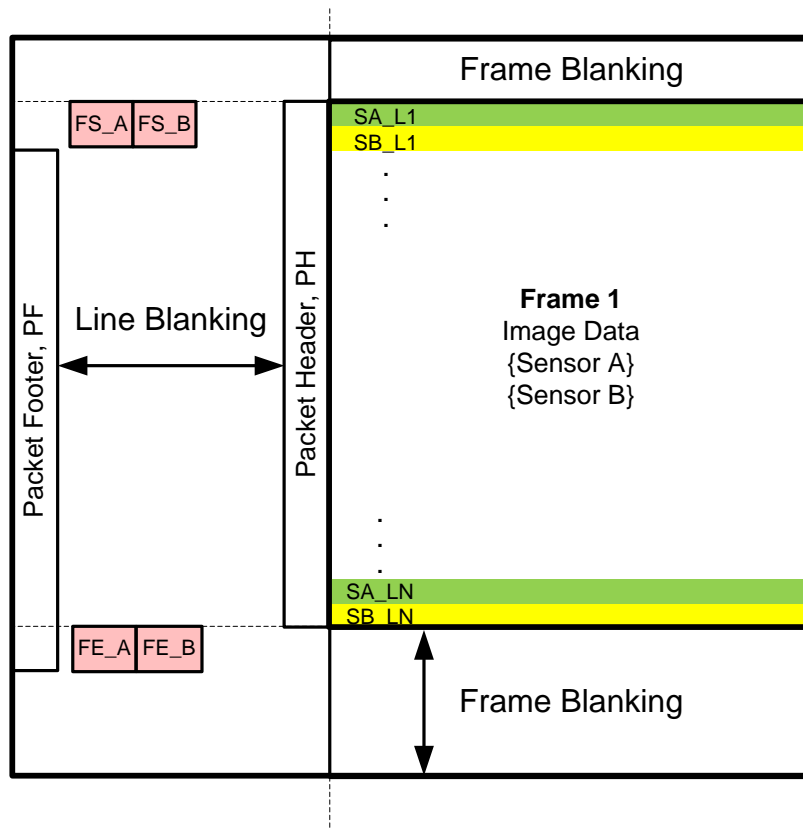 Frame Blanking
FS_A FS_B
SA_L1
SB_L1
.
.
.
Packet Footer, PF
Line Blanking
Packet Header, PH
Frame 1
Image Data
{Sensor A}
{Sensor B}
.
.
.
SA_LN
SB_LN
FE_A FE_B
Frame Blanking